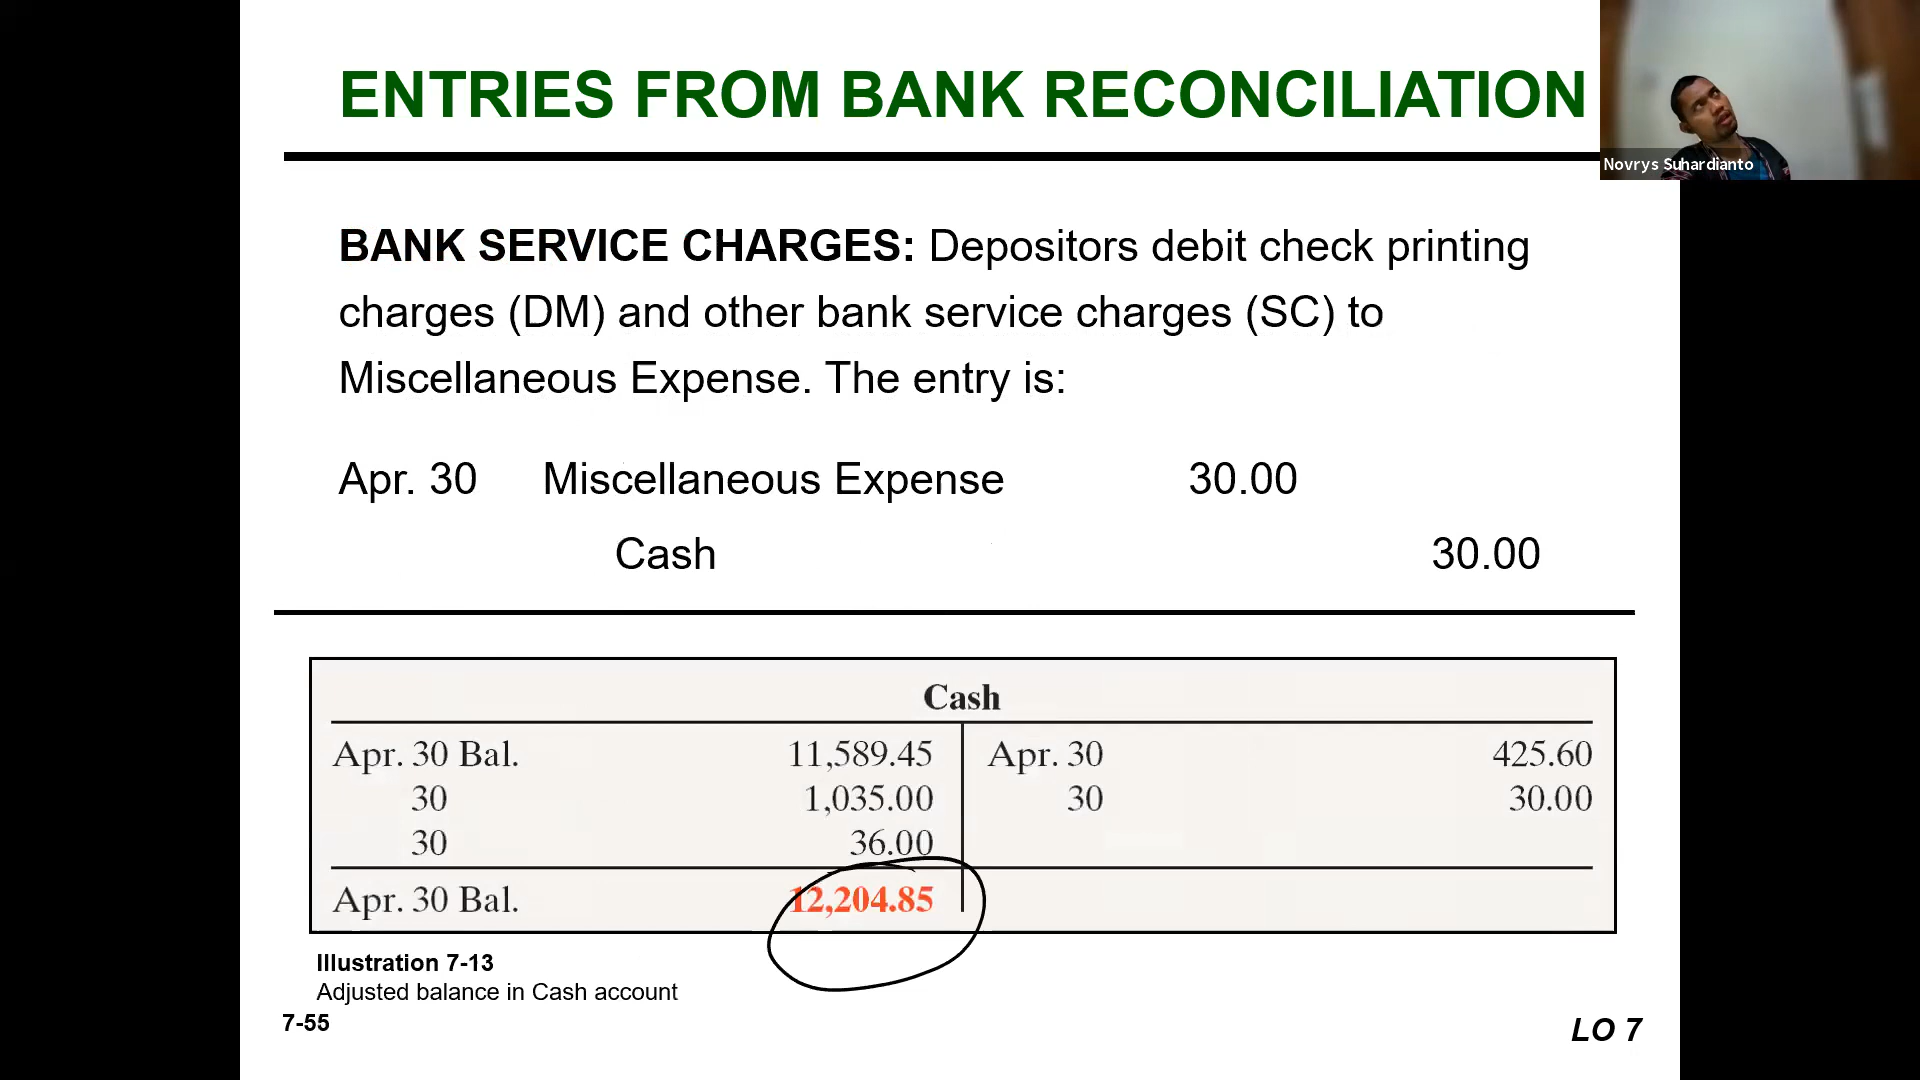 ENTRIES FROM BANK RECONCILIATION
Novrys Suhardianto
BANK SERVICE CHARGES: Depositors debit check printing
charges (DM) and other bank service charges (SC) to
Miscellaneous Expense. The entry is:
Apr. 30 Miscellaneous Expense 30.00
Cash 30.00
Cash
Apr. 30 Bal. 11,589.45 Apr. 30 425.60
30 1,035.00 30 30.00
30 36.00
Apr. 30 Bal. 12,204.85
Illustration 7-13
Adjusted balance in Cash account
7-55
LO 7